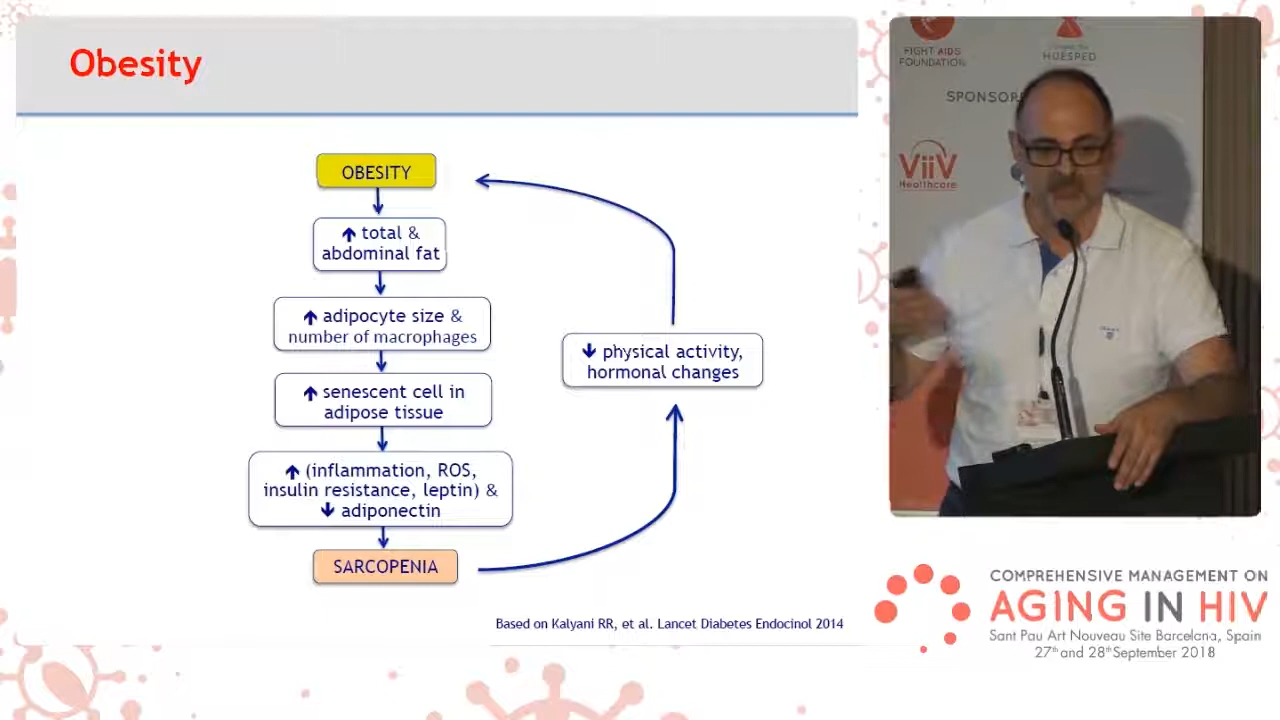 Obesity
OBESITY
↑ total &
abdominal fat
↑ adipocyte size &
number of macrophages
↑ senescent cell in
adipose tissue
↑ (inflammation, ROS,
insulin resistance, leptin) &
↓ adiponectin
SARCOPENIA
↓ physical activity,
hormonal changes
Based on Kalyani RR, et al. Lancet Diabetes Endocinol 2014
FIGHT AIDS
FOUNDATION
HUESPED
SPONSOR
ViiV
Healthcare
COMPREHENSIVE MANAGEMENT ON
AGING IN HIV
Sant Pau Art Nouveau Site Barcelona, Spain
27th and 28th September 2018